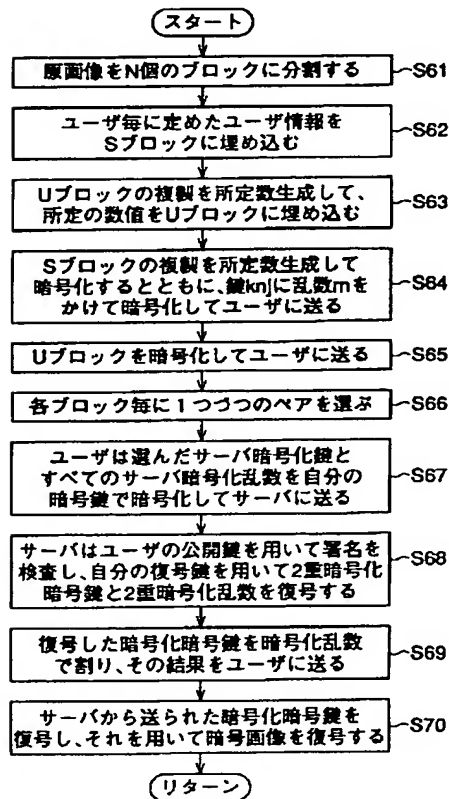 スタート
原画像をN個のブロックに分割する
S61
ユーザ毎に定めたユーザ情報を
Sブロックに埋め込む
S62
Uブロックの複製を所定数生成して、
所定の数値をUブロックに埋め込む
S63
Sブロックの複製を所定数生成して
暗号化するとともに、鍵knjに乱数rnを
かけて暗号化してユーザに送る
S64
Uブロックを暗号化してユーザに送る
S65
各ブロック毎に1つづつのペアを選ぶ
S66
ユーザは選んだサーバ暗号化鍵と
すべてのサーバ暗号化乱数を自分の
暗号鍵で暗号化してサーバに送る
S67
サーバはユーザの公開鍵を用いて署名を
検査し、自分の復号鍵を用いて2重暗号化
暗号鍵と2重暗号化乱数を復号する
S68
復号した暗号化暗号鍵を暗号化乱数
で割り、その結果をユーザに送る
S69
サーバから送られた暗号化暗号鍵を
復号し、それを用いて暗号画像を復号する
S70
リターン